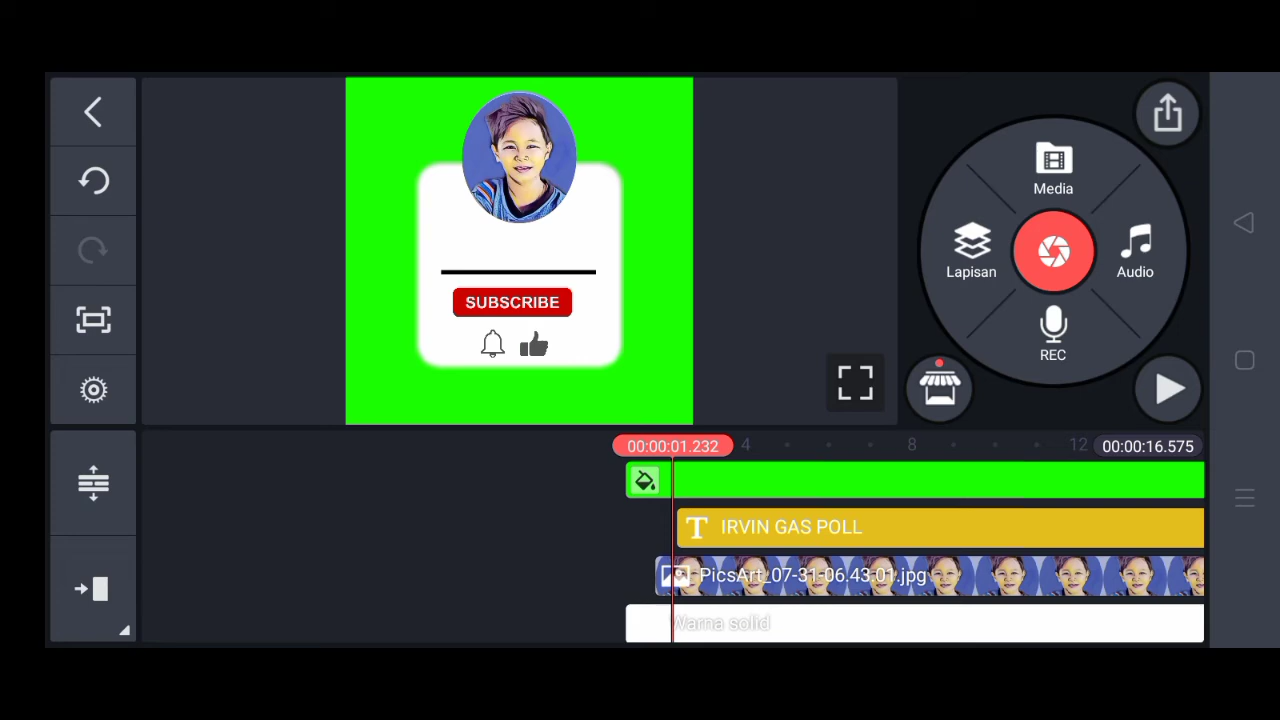 Media
Lapisan
Audio
REC
SUBSCRIBE
00:00:01.232
4
8
12
00:00:16.575
IRVIN GAS POLL
PicsArt_07-31-06.43.01.jpg
Warna solid